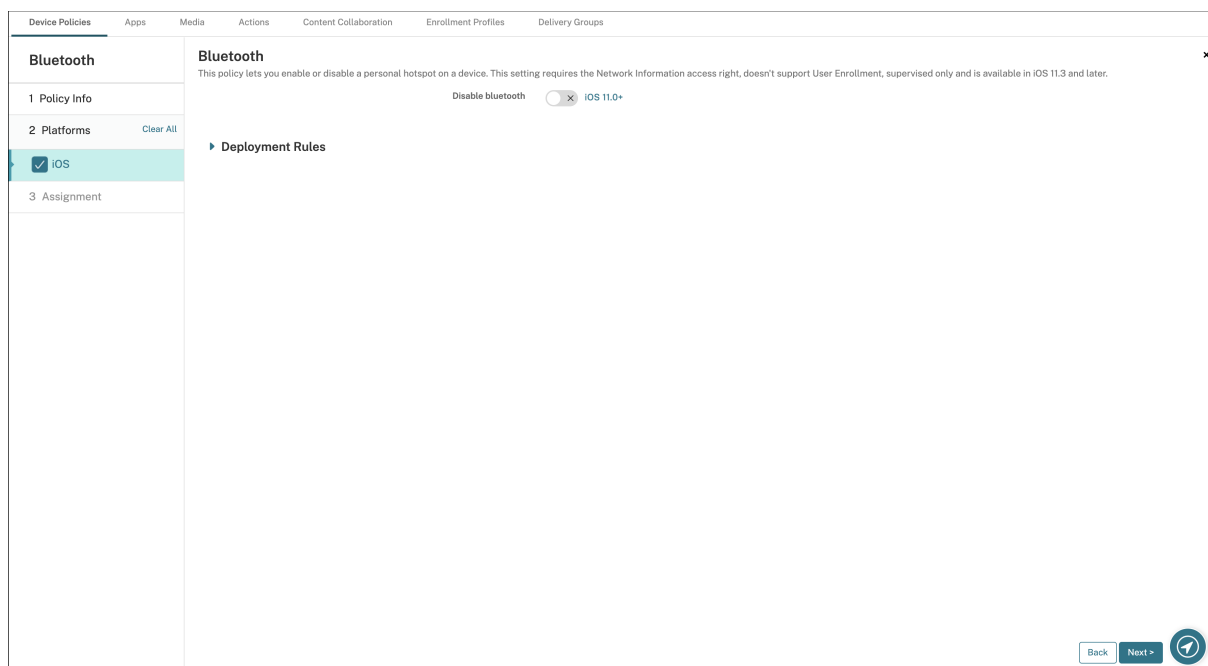 Device Policies Apps Media Actions Content Collaboration Enrollment Profiles Delivery Groups
Bluetooth
1 Policy Info
2 Platforms Clear All
iOS
3 Assignment
Bluetooth
This policy lets you enable or disable a personal hotspot on a device. This setting requires the Network Information access right, doesn't support User Enrollment, supervised only and is available in iOS 11.3 and later.
Disable bluetooth iOS 11.0+
Deployment Rules
Back Next >